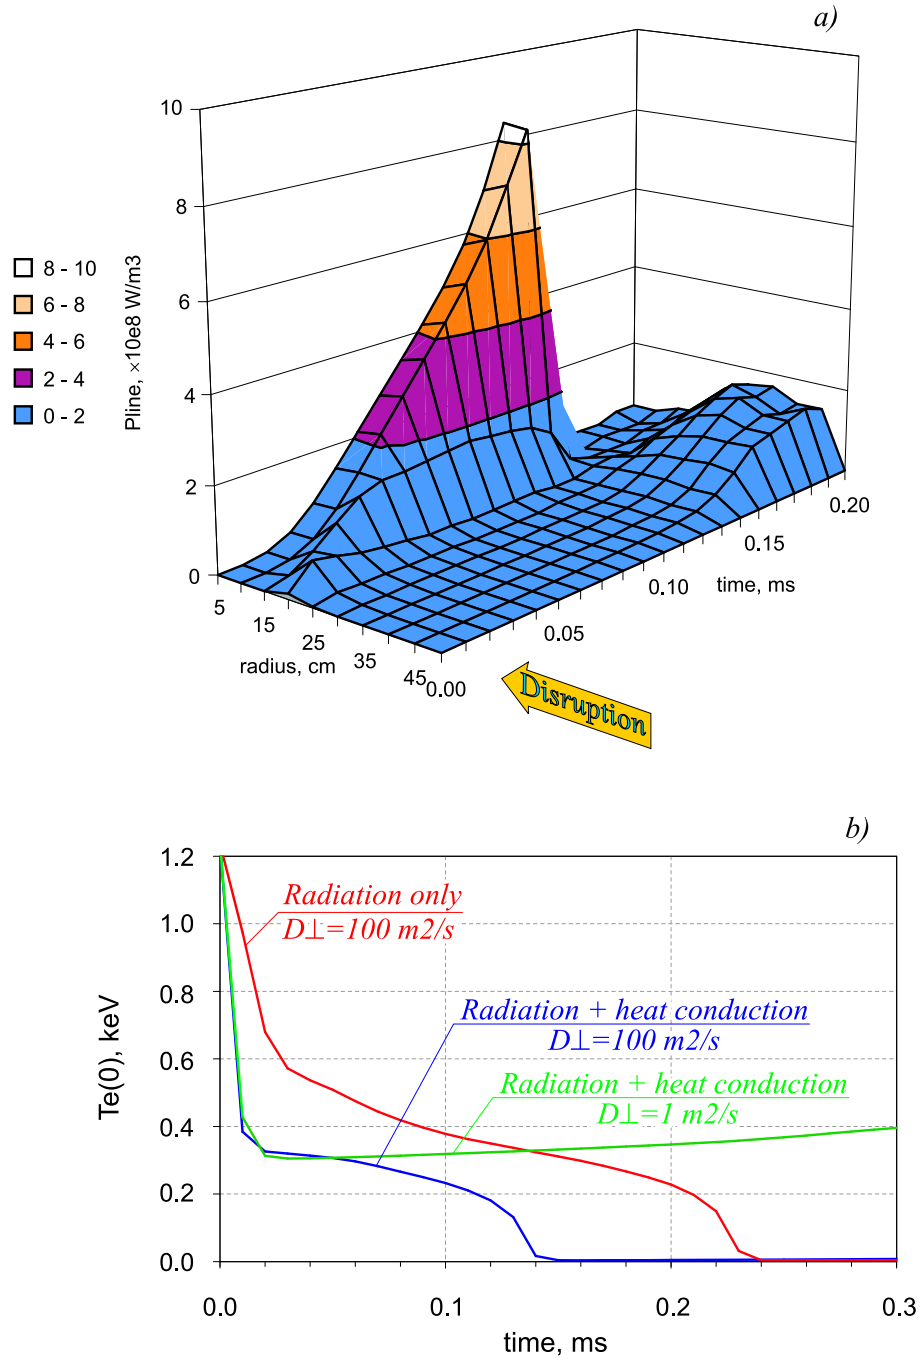 a)
10
8
6
4
2
0
Pline, ×10e8 W/m3
8 - 10
6 - 8
4 - 6
2 - 4
0 - 2
5
15
25
35
45
radius, cm
0.00
0.05
0.10
0.15
0.20
time, ms
Disruption
b)
1.2
1.0
0.8
0.6
0.4
0.2
0.0
Te(0), keV
Radiation only
D⊥=100 m2/s
Radiation + heat conduction
D⊥=100 m2/s
Radiation + heat conduction
D⊥=1 m2/s
0.0
0.1
0.2
0.3
time, ms